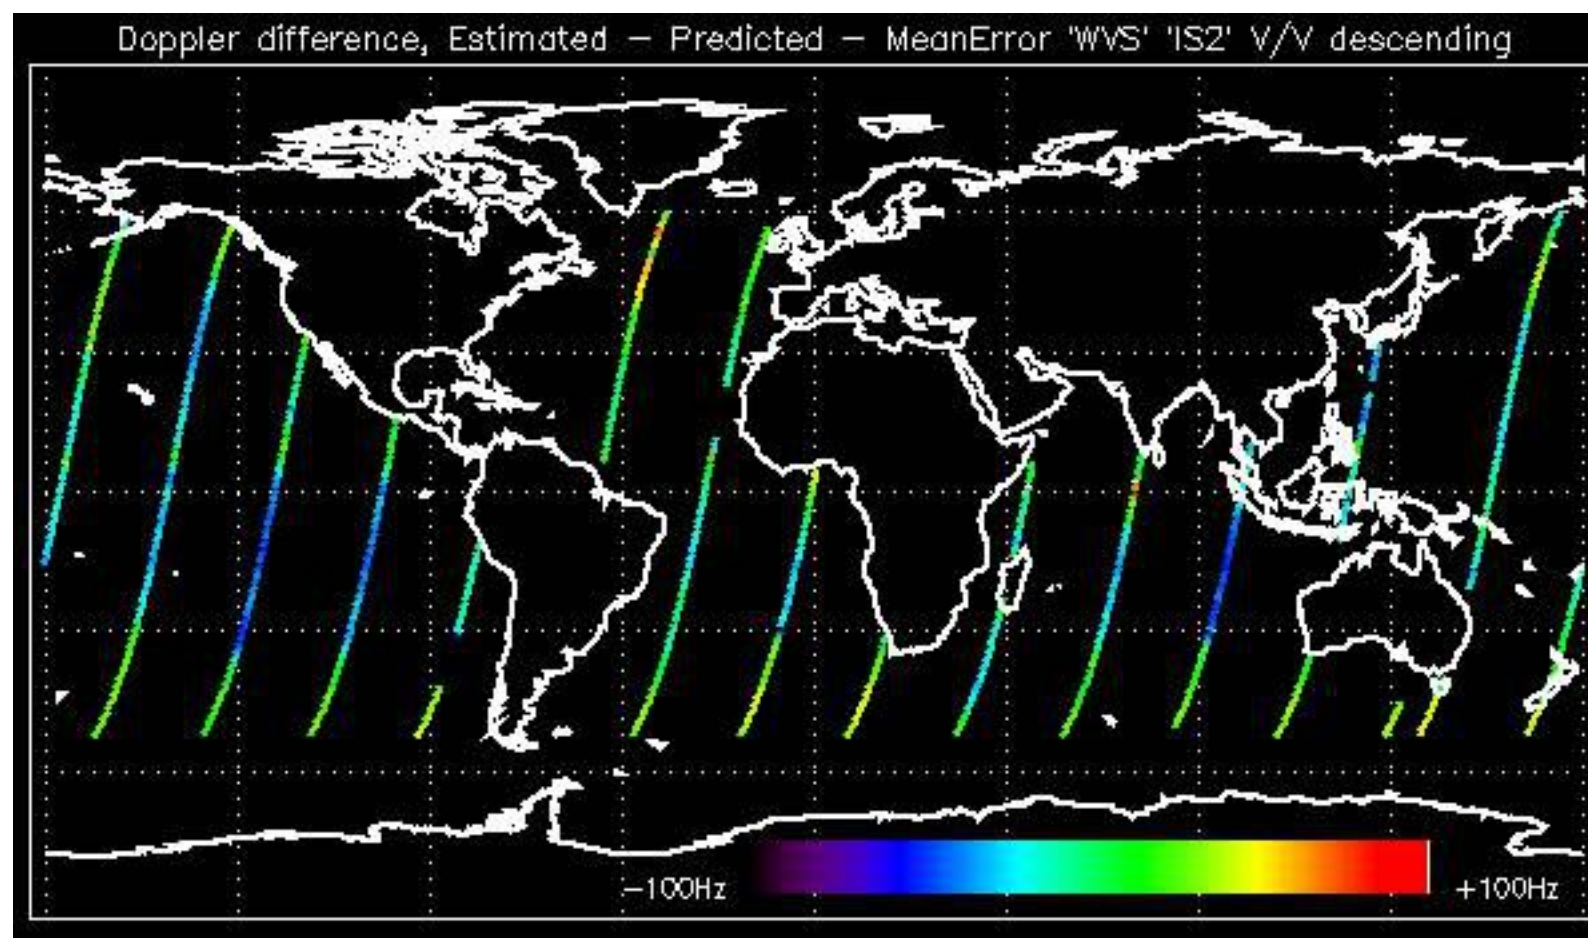 Doppler difference, Estimated - Predicted - MeanError 'WVS' 'IS2' V/V descending
-100Hz +100Hz